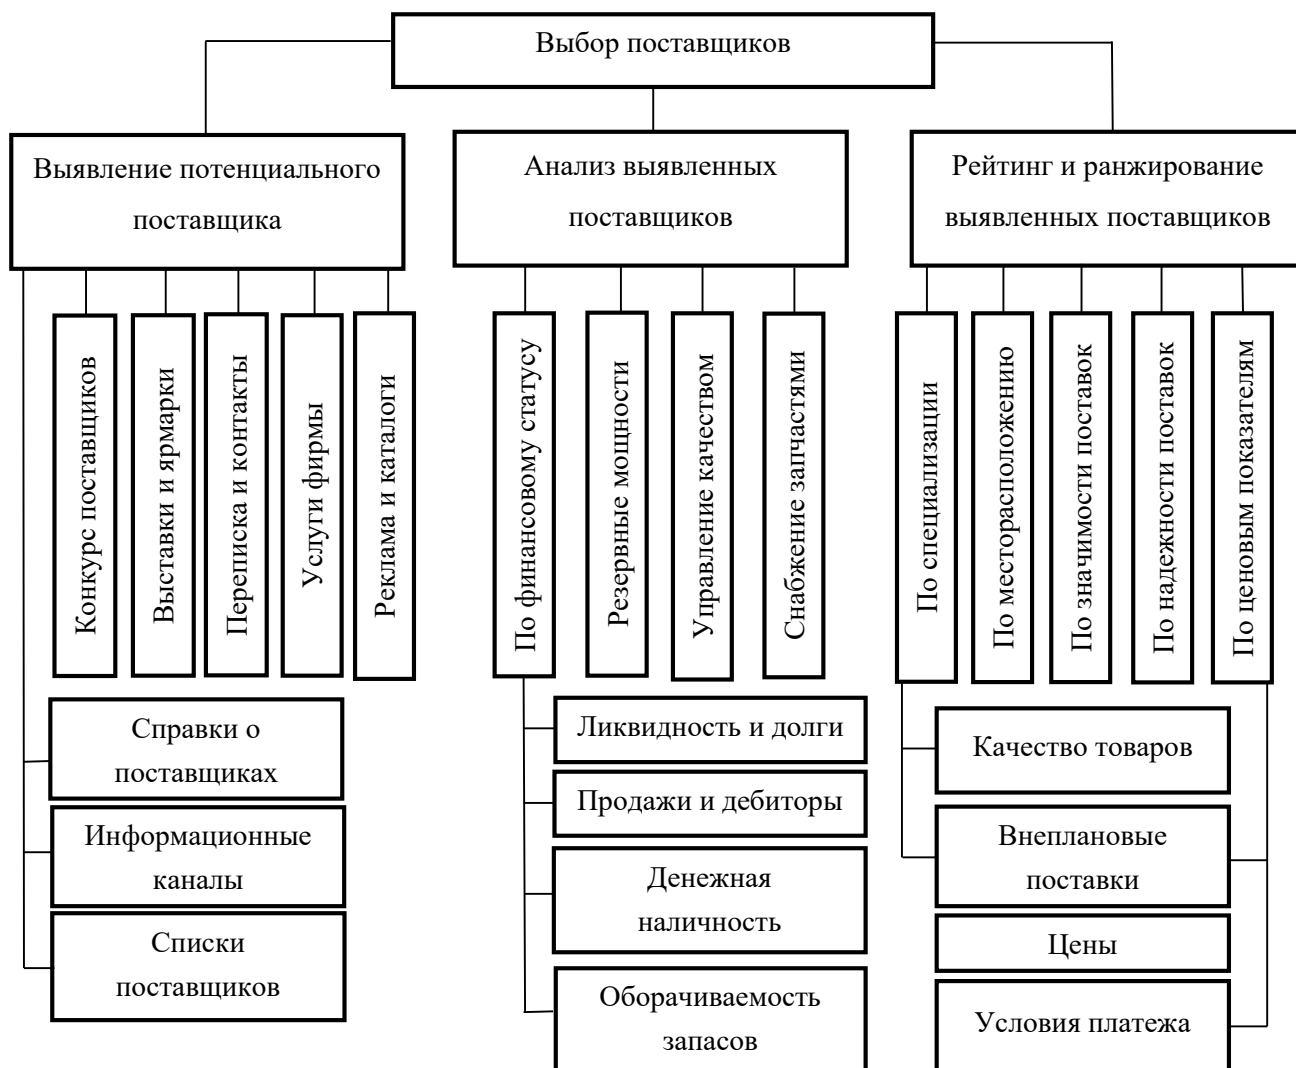 Выбор поставщиков
Выявление потенциального
поставщика
Анализ выявленных
поставщиков
Рейтинг и ранжирование
выявленных поставщиков
Конкурс поставщиков
Выставки и ярмарки
Переписка и контакты
Услуги фирмы
Реклама и каталоги
По финансовому статусу
Резервные мощности
Управление качеством
Снабжение запчастями
По специализации
По месторасположению
По значимости поставок
По надежности поставок
По ценовым показателям
Справки о
поставщиках
Информационные
каналы
Списки
поставщиков
Ликвидность и долги
Продажи и дебиторы
Денежная
наличность
Оборачиваемость
запасов
Качество товаров
Внеплановые
поставки
Цены
Условия платежа